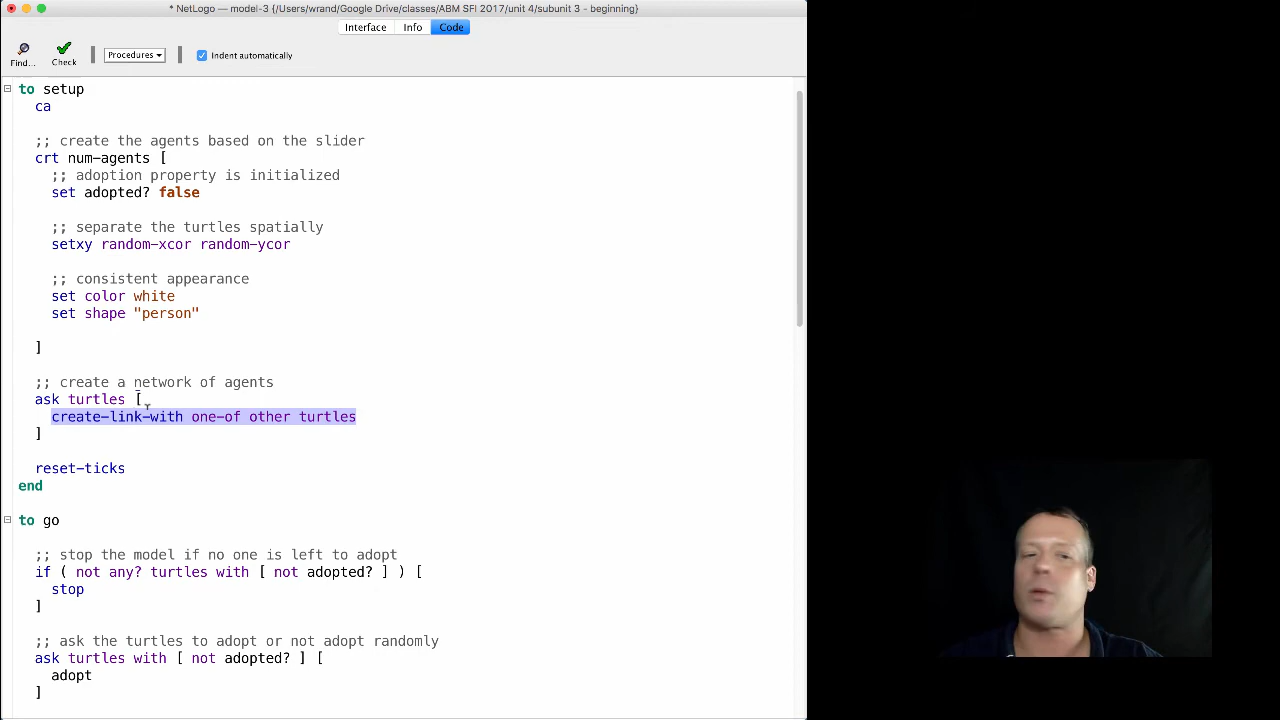 * NetLogo — model-3 {/Users/wrand/Google Drive/classes/ABM SFI 2017/unit 4/subunit 3 - beginning}
Interface Info Code
Find... Check Procedures Indent automatically
to setup
ca
;; create the agents based on the slider
crt num-agents [
;; adoption property is initialized
set adopted? false
;; separate the turtles spatially
setxy random-xcor random-ycor
;; consistent appearance
set color white
set shape "person"
]
;; create a network of agents
ask turtles [
create-link-with one-of other turtles
]
reset-ticks
end
to go
;; stop the model if no one is left to adopt
if ( not any? turtles with [ not adopted? ] ) [
stop
]
;; ask the turtles to adopt or not adopt randomly
ask turtles with [ not adopted? ] [
adopt
]